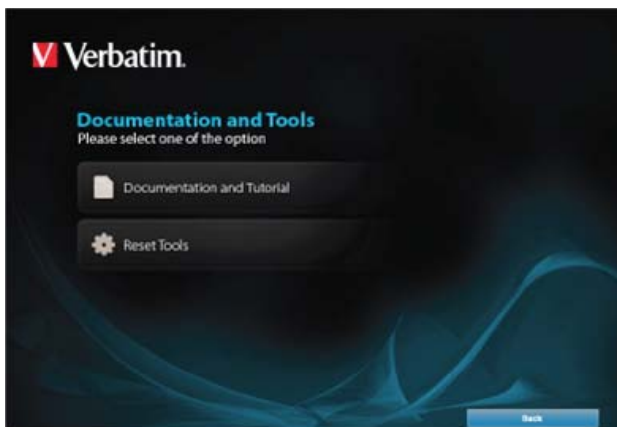 Verbatim.
Documentation and Tools
Please select one of the option
Documentation and Tutorial
Reset Tools
Back